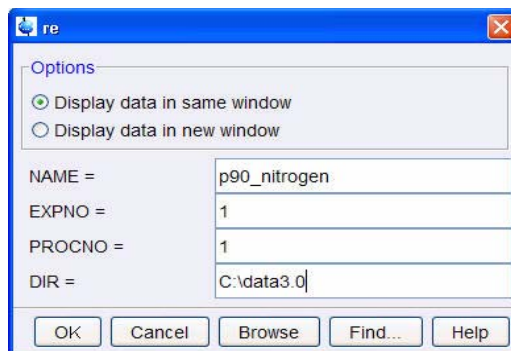 re
Options
Display data in same window
Display data in new window
NAME = p90_nitrogen
EXPNO = 1
PROCNO = 1
DIR = C:\data3.0
OK Cancel Browse Find... Help